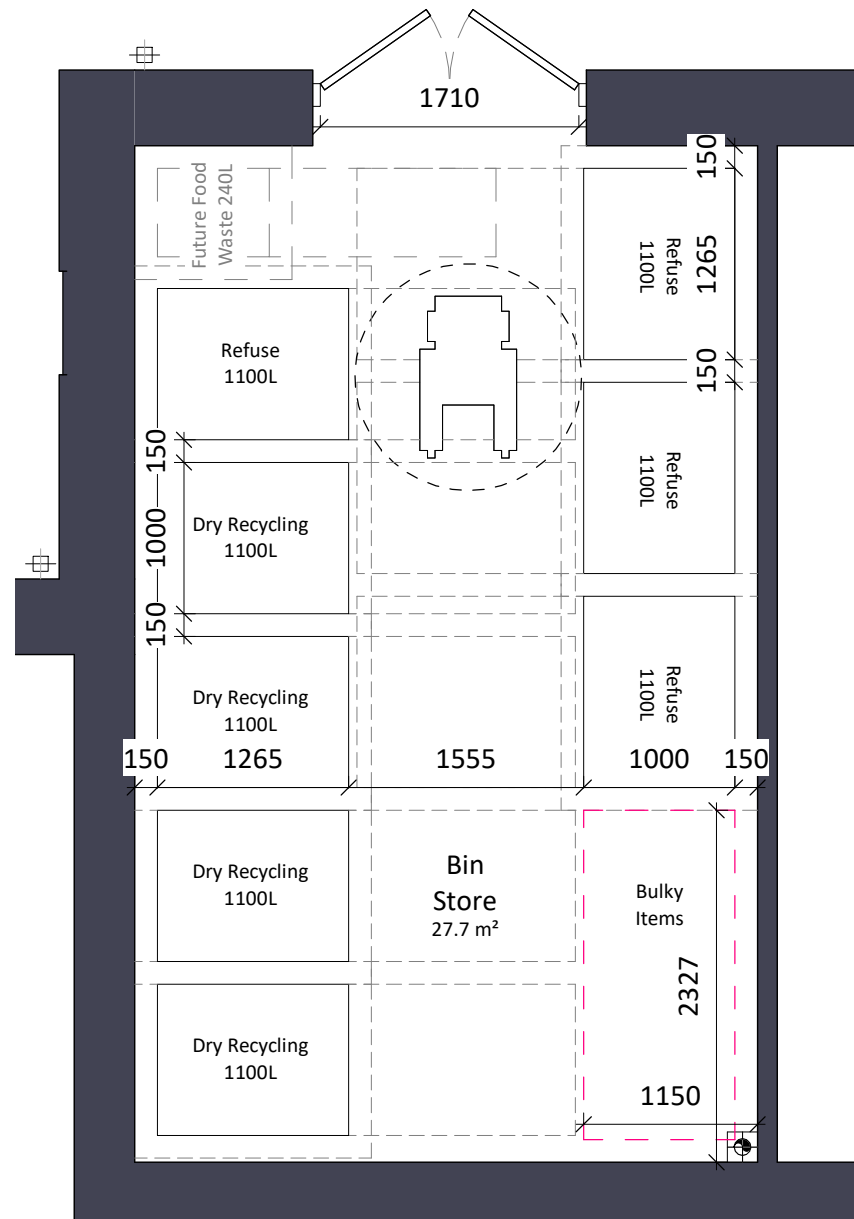 1710
150
Future Food
Waste 240L
Refuse
1100L
1265
150
Refuse
1100L
150
Refuse
1100L
Dry Recycling
1100L
1000
150
Dry Recycling
1100L
Refuse
1100L
150
1265
1555
1000
150
Dry Recycling
1100L
Bin
Store
27.7 m²
Bulky
Items
2327
Dry Recycling
1100L
1150